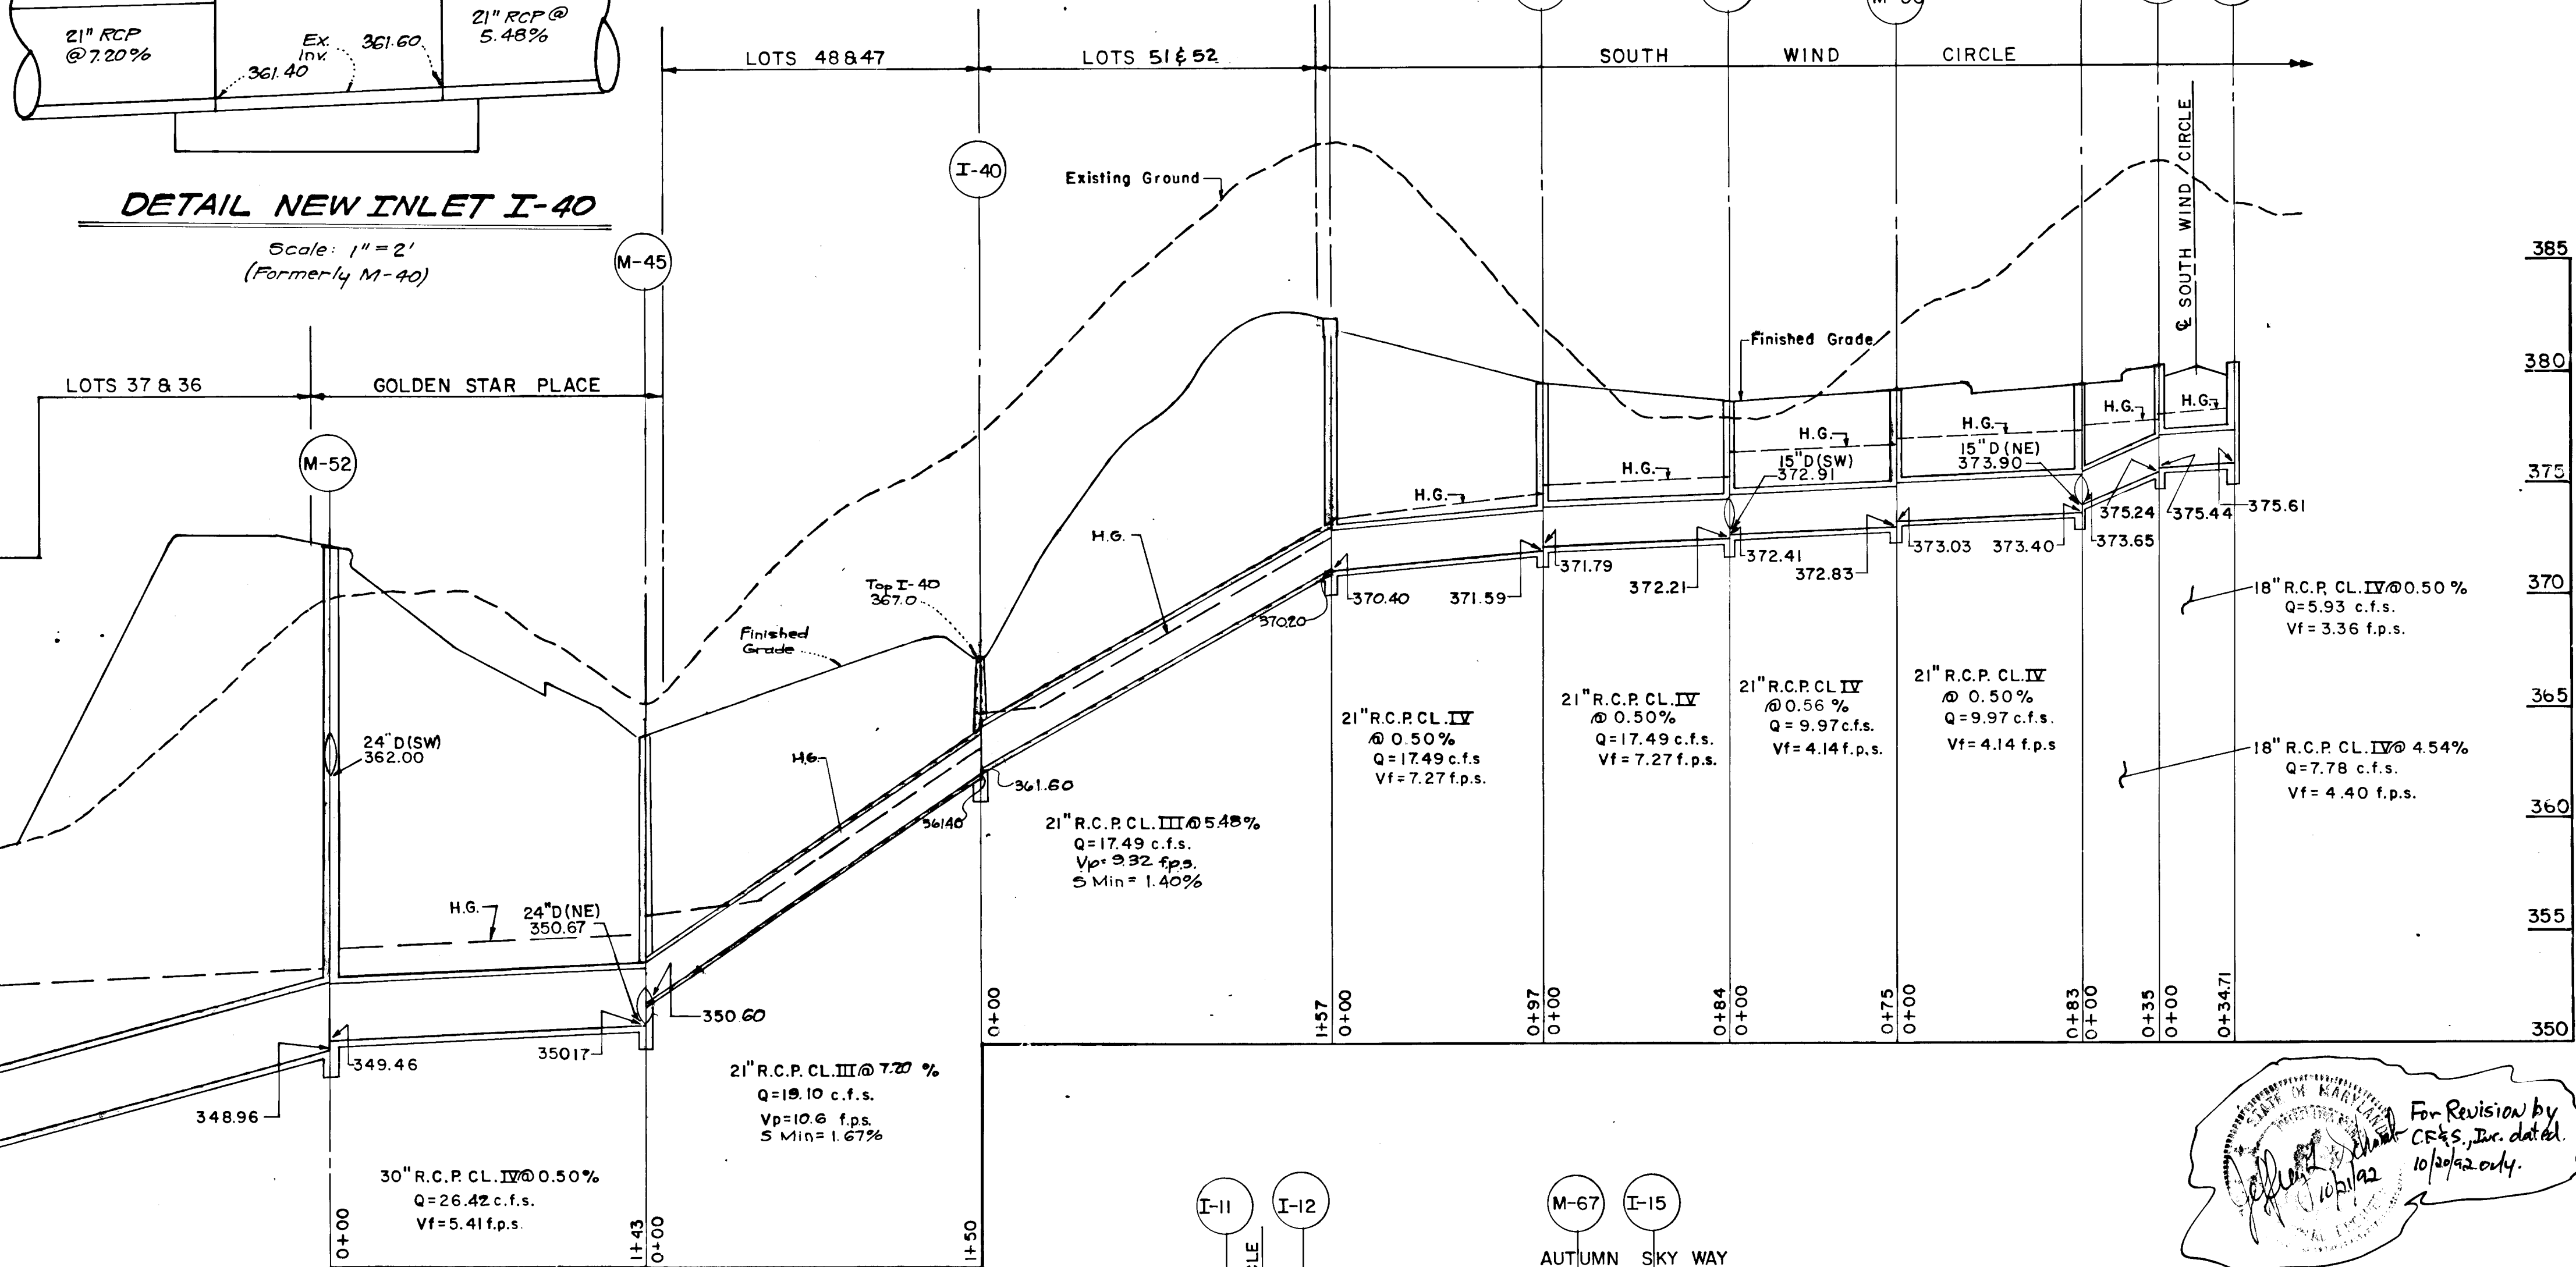 21" RCP
@ 7.20%
Ex.
Inv.
361.40
361.60
21" RCP @
5.48%
DETAIL NEW INLET I-40
Scale: 1" = 2'
(Formerly M-40)
LOTS 48 & 47
LOTS 51 & 52
SOUTH WIND CIRCLE
I-40
M-45
M-52
Existing Ground
℄ SOUTH WIND CIRCLE
LOTS 37 & 36
GOLDEN STAR PLACE
Finished Grade
H.G.
H.G.
H.G.
H.G.
H.G.
H.G.
15" D (SW)
372.91
15" D (NE)
373.90
385
380
375
370
365
360
355
350
375.24
375.44
375.61
371.79
372.41
373.03
373.40
373.65
370.40
371.59
372.21
372.83
370.20
H.G.
Top I-40
367.0
Finished
Grade
H.G.
24" D (SW)
362.00
361.60
361.40
H.G.
24" D (NE)
350.67
350.60
350.17
349.46
348.96
18" R.C.P. CL. IV @ 0.50 %
Q=5.93 c.f.s.
Vf = 3.36 f.p.s.
18" R.C.P. CL. IV @ 4.54%
Q=7.78 c.f.s.
Vf = 4.40 f.p.s.
21" R.C.P. CL. IV
@ 0.50%
Q=17.49 c.f.s
Vf = 7.27 f.p.s.
21" R.C.P. CL. IV
@ 0.50%
Q=17.49 c.f.s.
Vf = 7.27 f.p.s.
21" R.C.P. CL IV
@ 0.56 %
Q = 9.97 c.f.s.
Vf = 4.14 f.p.s.
21" R.C.P. CL. IV
@ 0.50%
Q=9.97 c.f.s.
Vf = 4.14 f.p.s
21" R.C.P. CL. III @ 5.48%
Q=17.49 c.f.s.
Vp= 9.32 f.p.s.
S Min = 1.40%
21" R.C.P. CL. III @ 7.20 %
Q=19.10 c.f.s.
Vp=10.6 f.p.s.
S Min= 1.67%
30" R.C.P. CL. IV @ 0.50%
Q=26.42 c.f.s.
Vf = 5.41 f.p.s.
0+00
1+43
0+00
1+50
0+00
1+57
0+00
0+97
0+00
0+84
0+00
0+75
0+00
0+83
0+00
0+35
0+00
0+34.71
I-11
I-12
M-67
I-15
AUTUMN SKY WAY
STATE OF MARYLAND
10/21/92
For Revision by
CF&S., Inc. dated.
10/20/92 only.